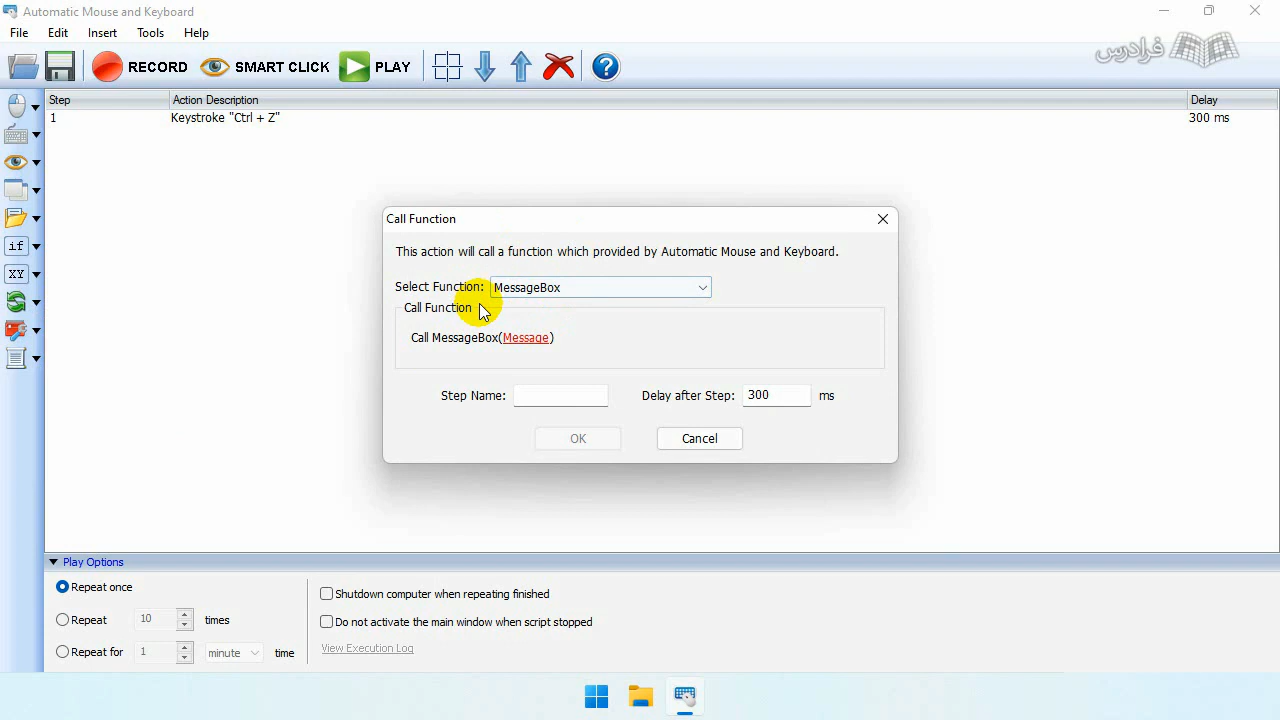 Automatic Mouse and Keyboard
File Edit Insert Tools Help
RECORD SMART CLICK PLAY
فرادرس
Step Action Description Delay
1 Keystroke "Ctrl + Z" 300 ms
if
XY
Call Function
This action will call a function which provided by Automatic Mouse and Keyboard.
Select Function: MessageBox
Call Function
Call MessageBox(Message)
Step Name: Delay after Step: 300 ms
OK Cancel
Play Options
Repeat once
Repeat 10 times
Repeat for 1 minute time
Shutdown computer when repeating finished
Do not activate the main window when script stopped
View Execution Log